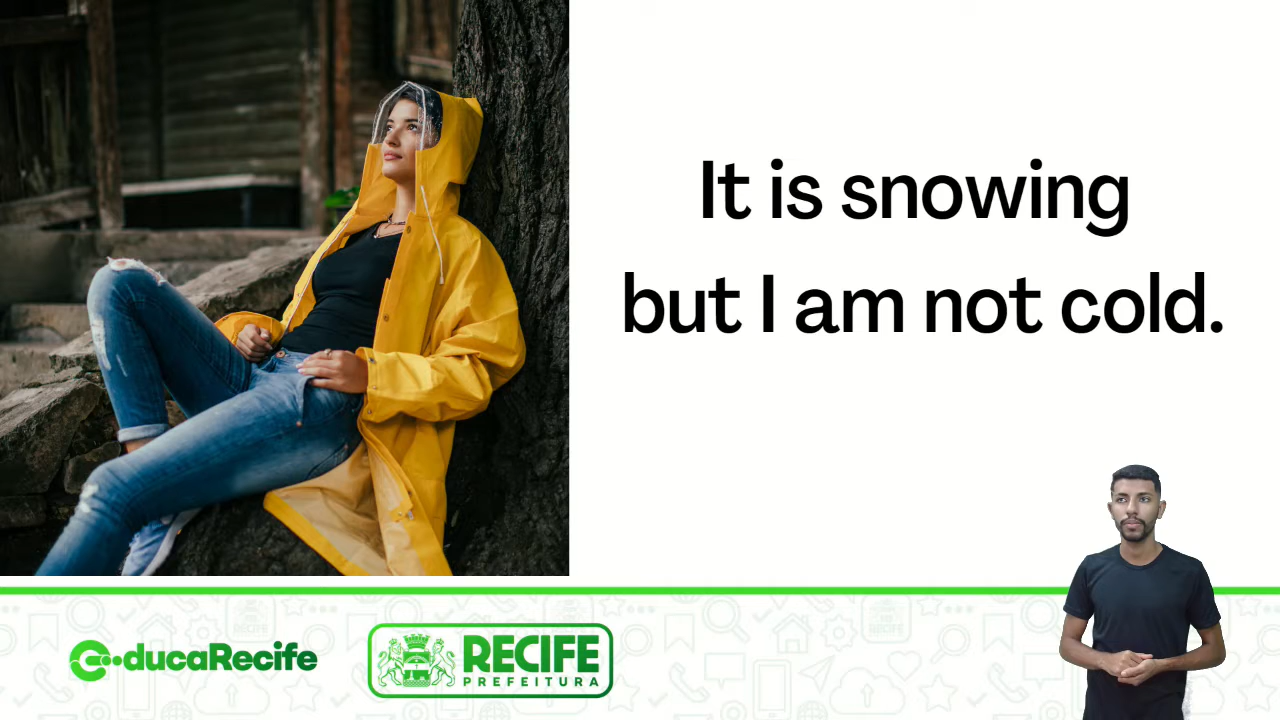 It is snowing
but I am not cold.
educaRecife
RECIFE
PREFEITURA